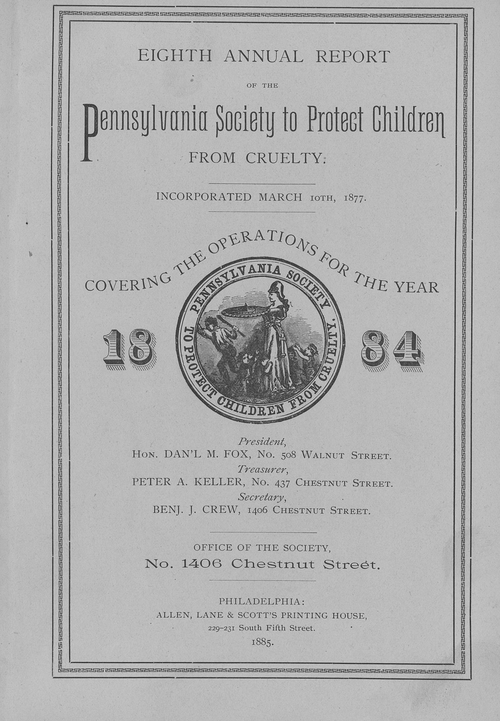 EIGHTH ANNUAL REPORT
OF THE
Pennsylvania Society to Protect Children
FROM CRUELTY.
INCORPORATED MARCH 10TH, 1877.
COVERING THE OPERATIONS FOR THE YEAR
PENNSYLVANIA SOCIETY
TO PROTECT CHILDREN FROM CRUELTY.
18 84
President,
HON. DAN'L M. FOX, No. 508 WALNUT STREET.
Treasurer,
PETER A. KELLER, No. 437 CHESTNUT STREET.
Secretary,
BENJ. J. CREW, 1406 CHESTNUT STREET.
OFFICE OF THE SOCIETY,
No. 1406 Chestnut Street.
PHILADELPHIA:
ALLEN, LANE & SCOTT'S PRINTING HOUSE,
229-231 South Fifth Street.
1885.